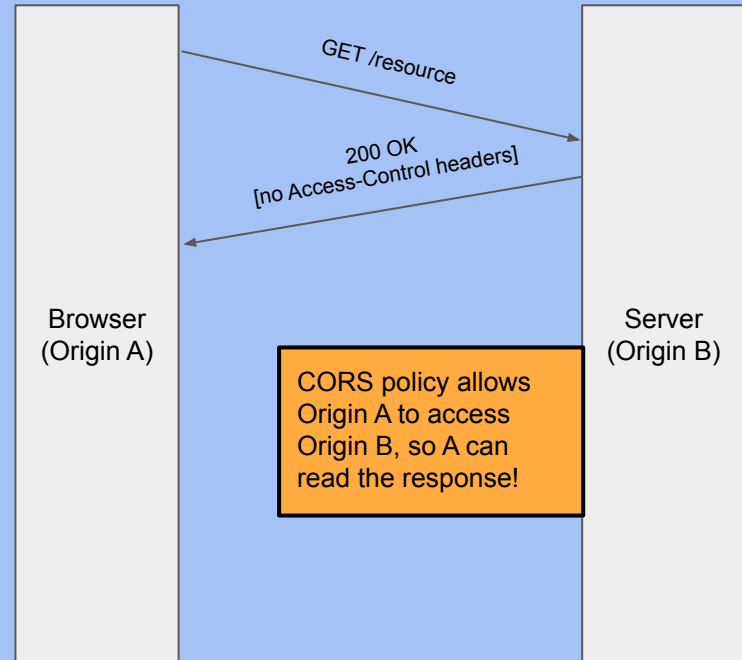 GET /resource
200 OK
[no Access-Control headers]
Browser
(Origin A)
Server
(Origin B)
CORS policy allows
Origin A to access
Origin B, so A can
read the response!